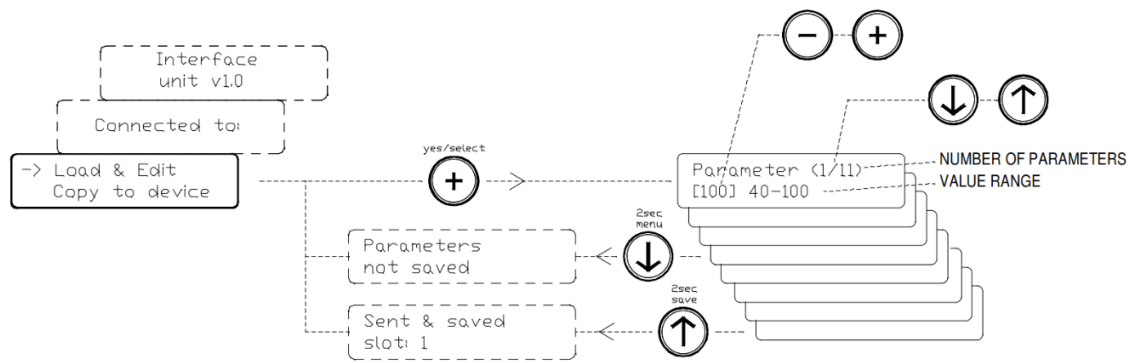 Interface
unit v1.0
Connected to:
-> Load & Edit
Copy to device
yes/select
+
- +
↓ ↑
Parameter (1/11)
[100] 40-100
NUMBER OF PARAMETERS
VALUE RANGE
2sec
menu
↓
Parameters
not saved
2sec
save
↑
Sent & saved
slot: 1